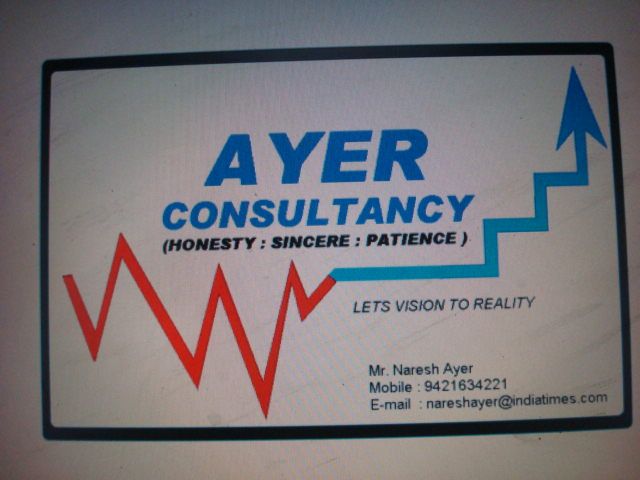 AYER
CONSULTANCY
(HONESTY : SINCERE : PATIENCE )
LETS VISION TO REALITY
Mr. Naresh Ayer
Mobile : 9421634221
E-mail : nareshayer@indiatimes.com